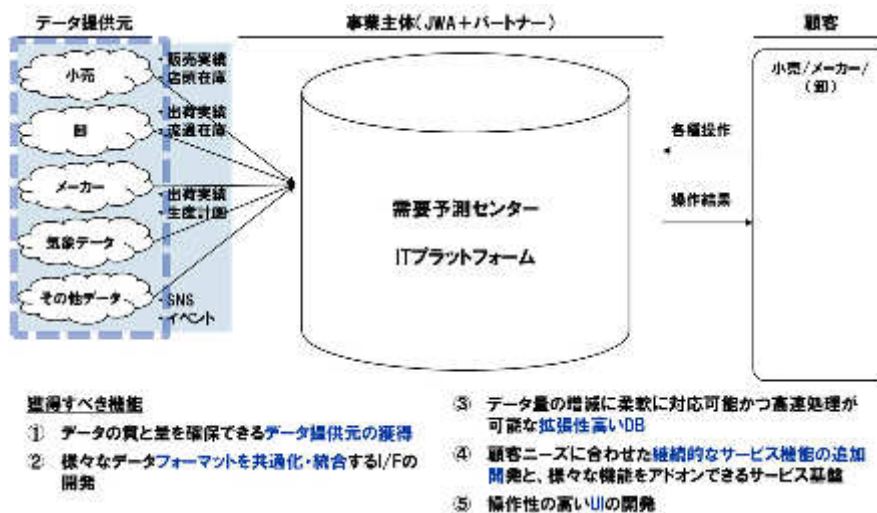 データ提供元
事業主体(JWA+パートナー)
顧客
小売
・販売実績
・店頭在庫
卸
・出荷実績
・流通在庫
メーカー
・出荷実績
・生産計画
気象データ
その他データ
・SNS
・イベント
需要予測センター
ITプラットフォーム
各種操作
操作結果
小売/メーカー/
(卸)
獲得すべき機能
① データの質と量を確保できるデータ提供元の獲得
② 様々なデータフォーマットを共通化・統合するI/Fの
開発
③ データ量の増減に柔軟に対応可能かつ高速処理が
可能な拡張性高いDB
④ 顧客ニーズに合わせた継続的なサービス機能の追加
開発と、様々な機能をアドオンできるサービス基盤
⑤ 操作性の高いUIの開発